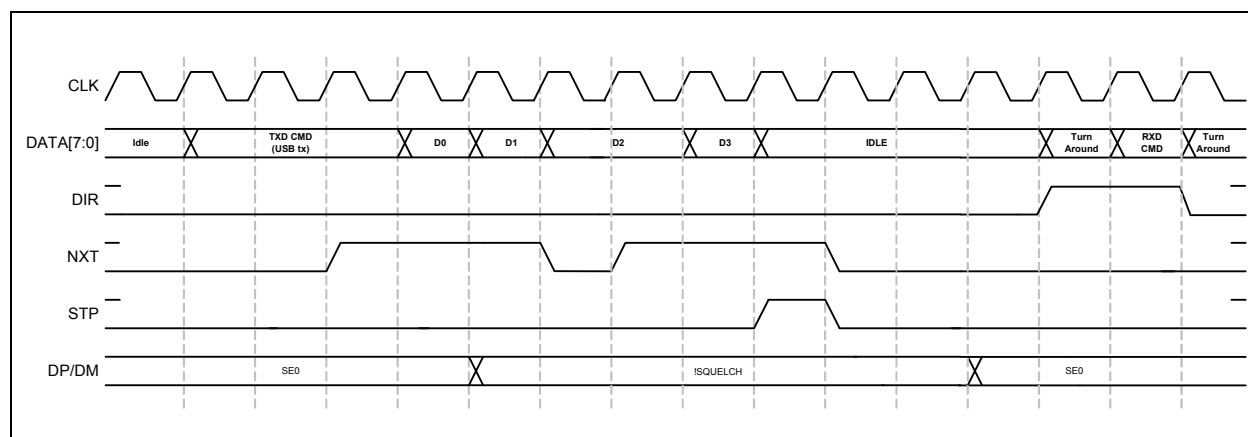 CLK
DATA[7:0]
Idle
TXD CMD
(USB tx)
D0
D1
D2
D3
IDLE
Turn
Around
RXD
CMD
Turn
Around
DIR
NXT
STP
DP/DM
SE0
!SQUELCH
SE0